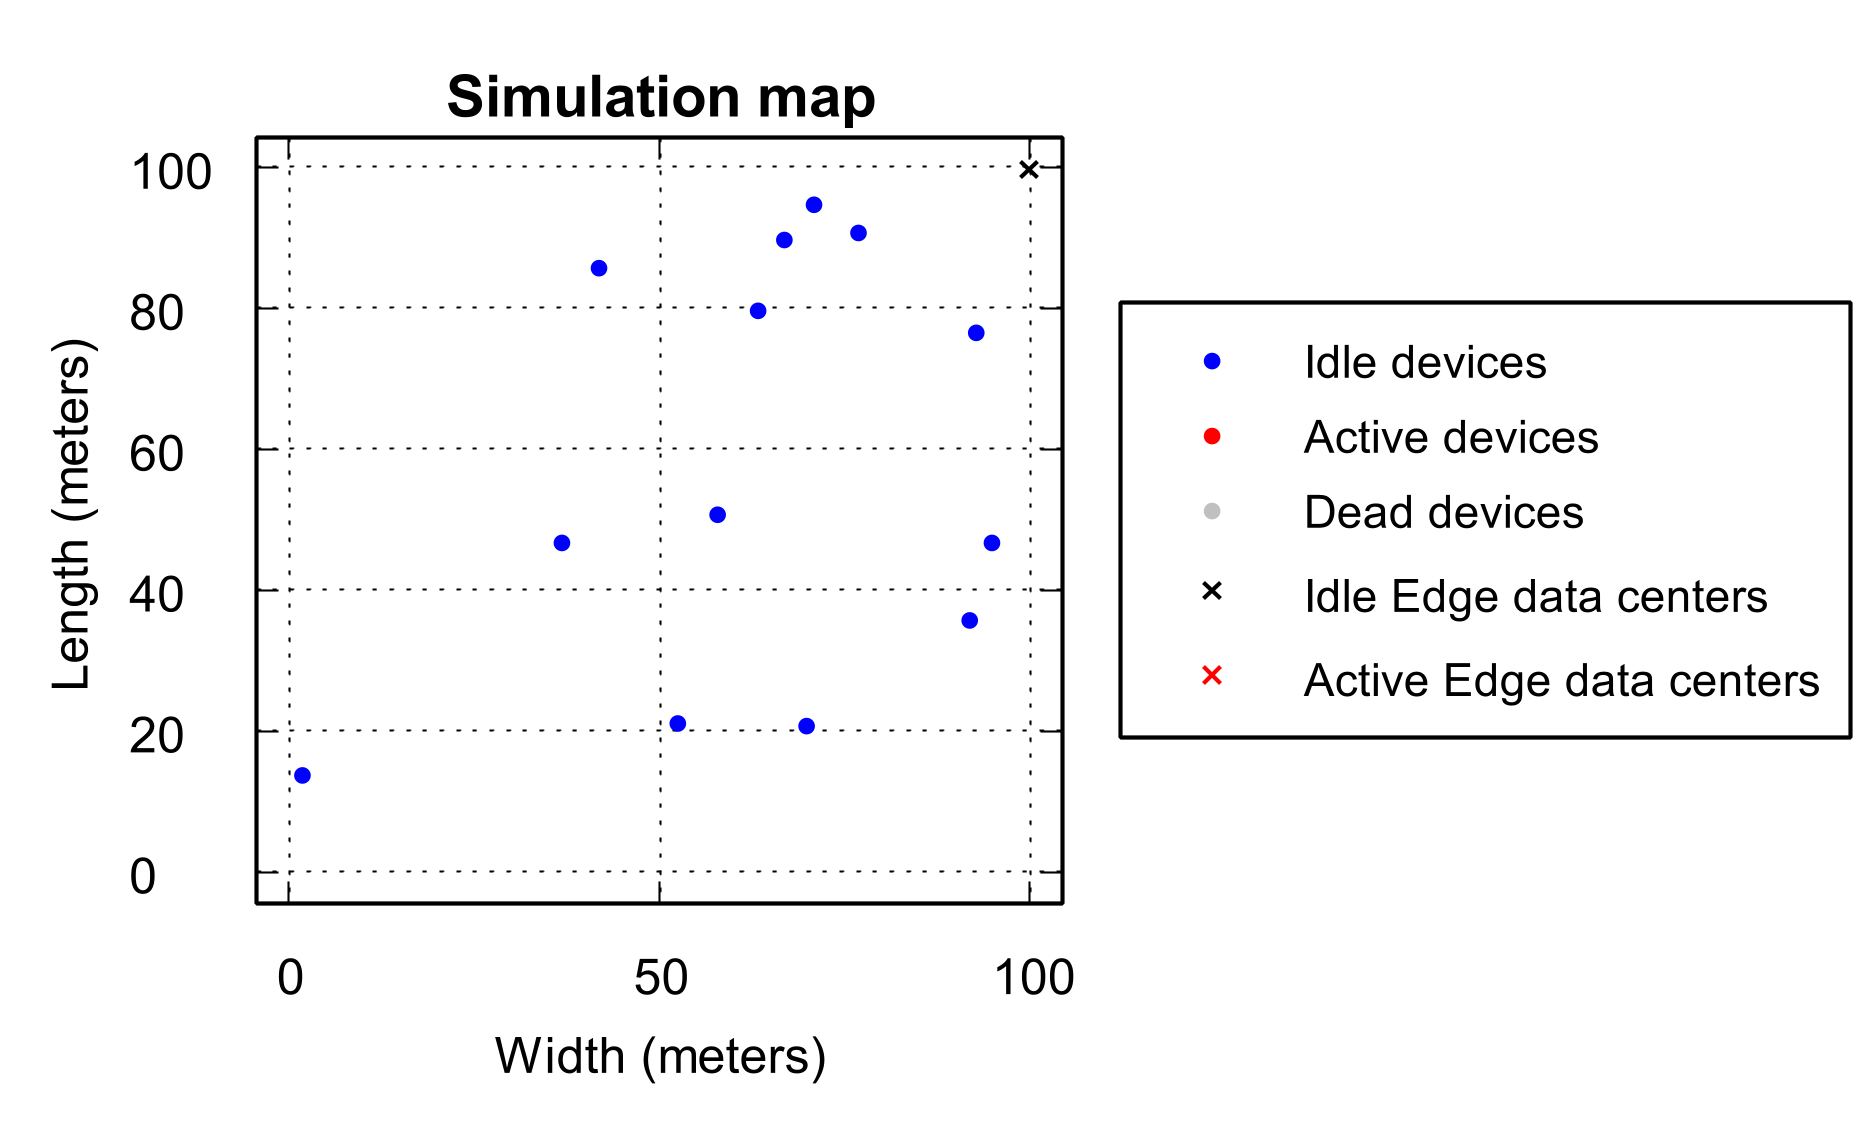 Simulation map
100
80
60
40
20
0
Length (meters)
0 50 100
Width (meters)
Idle devices
Active devices
Dead devices
Idle Edge data centers
Active Edge data centers